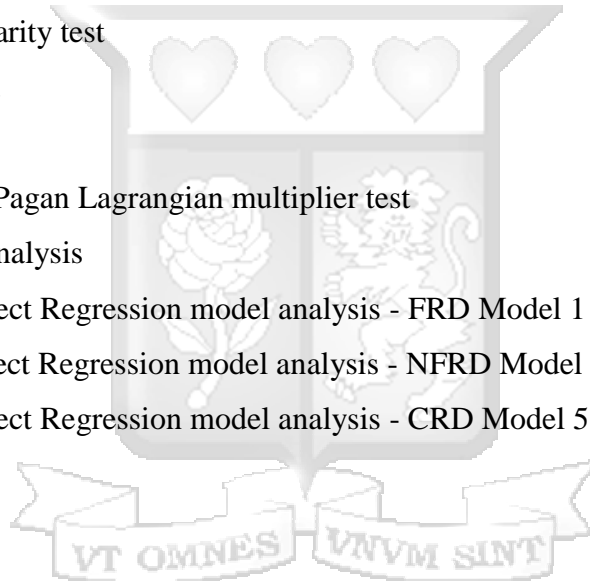 arity test
Pagan Lagrangian multiplier test
nalysis
ect Regression model analysis - FRD Model 1
ect Regression model analysis - NFRD Model
ect Regression model analysis - CRD Model 5
VT OMNES VNVM SINT